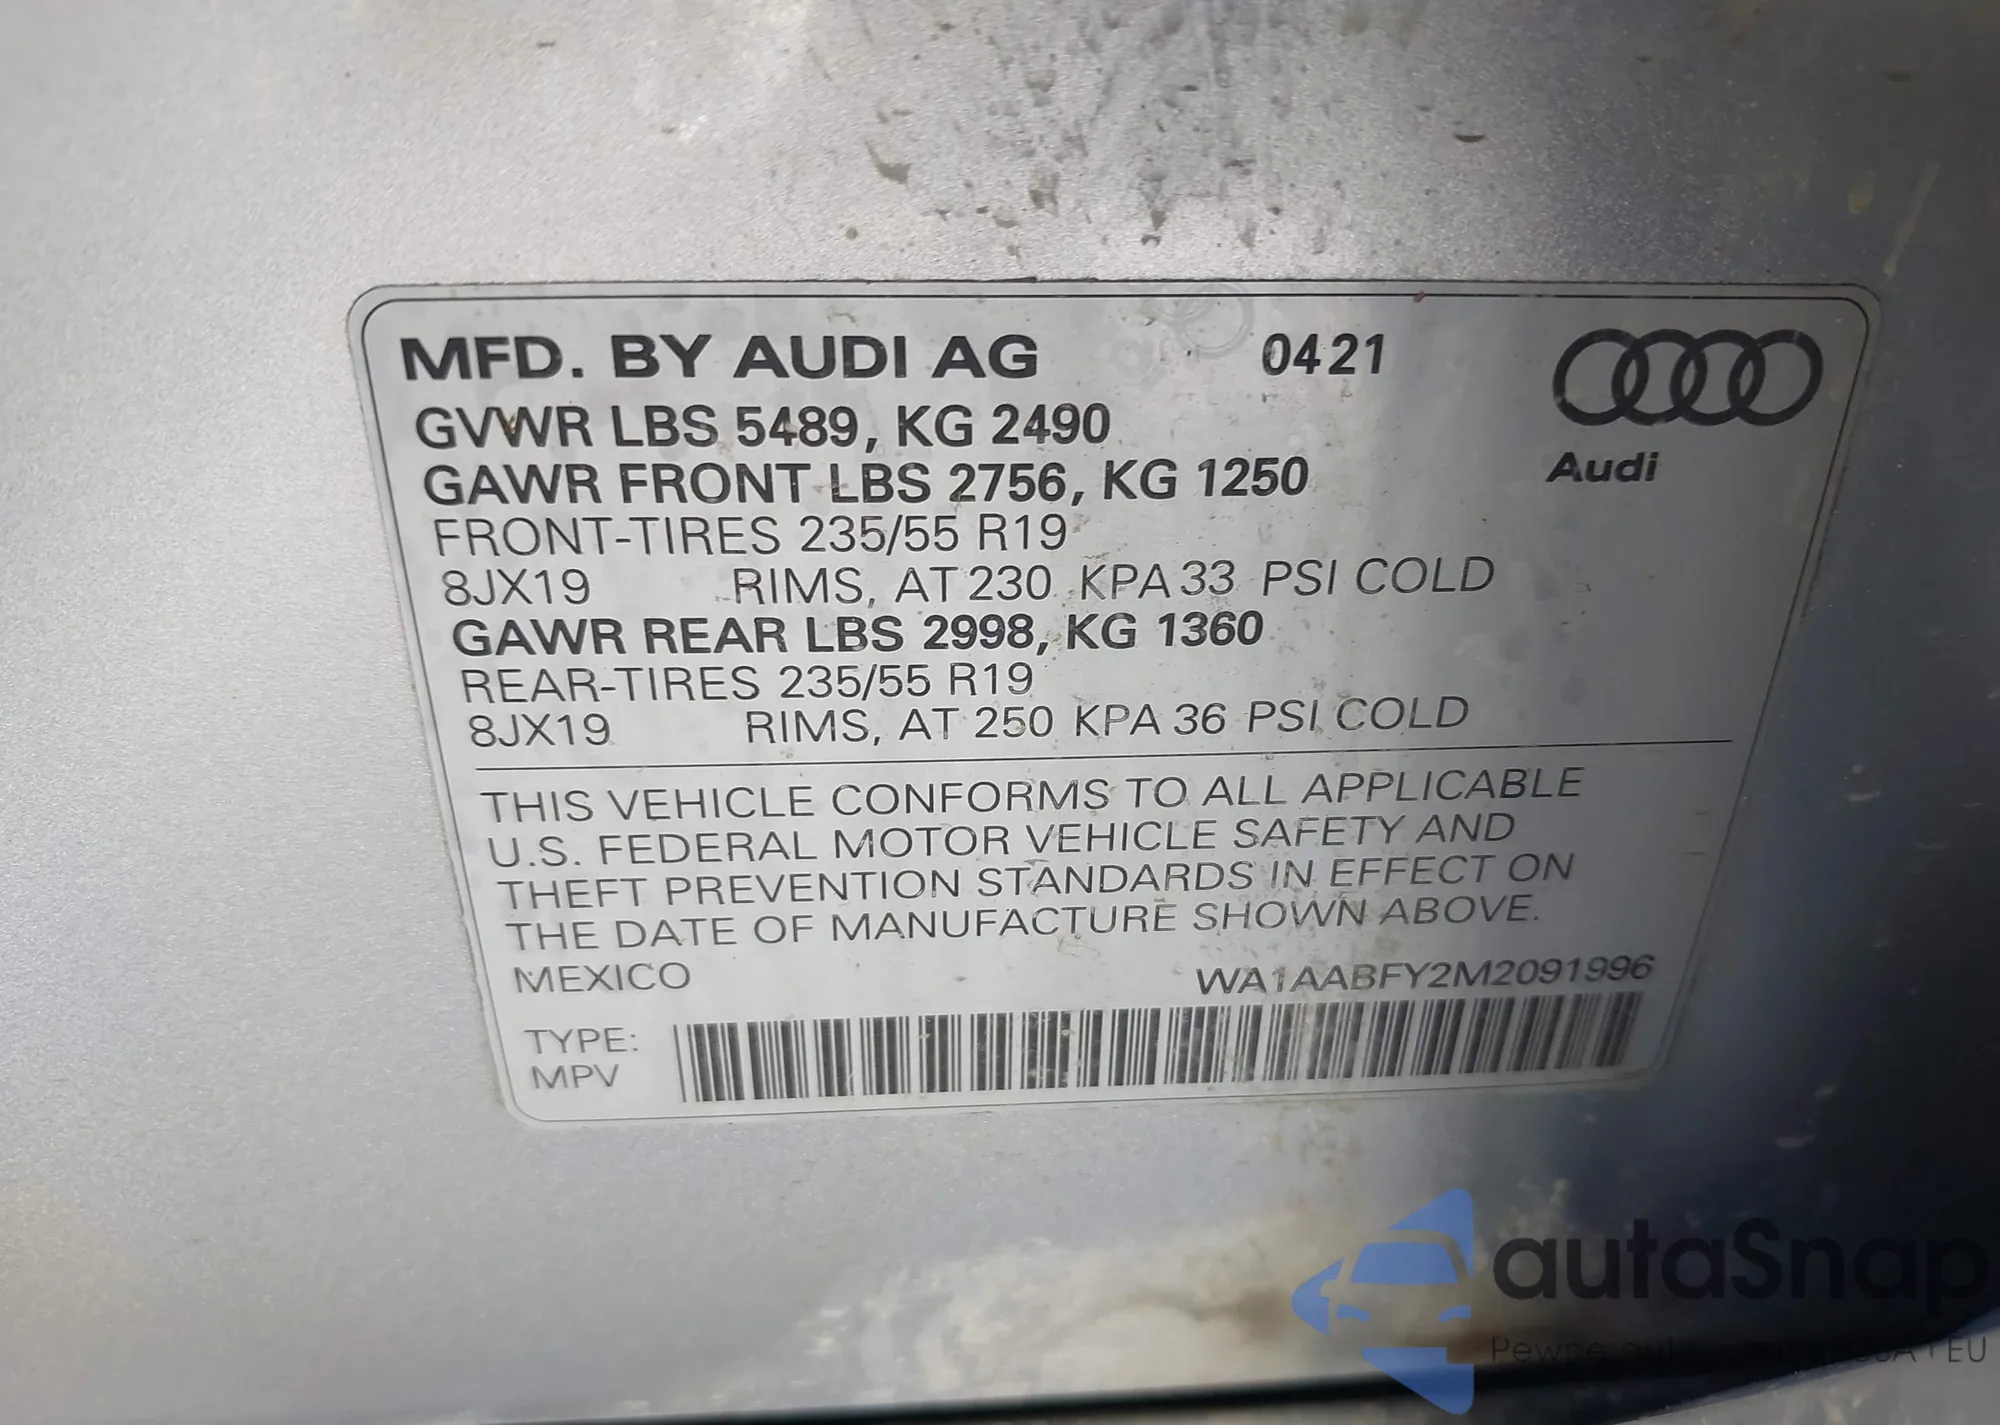 MFD. BY AUDI AG 0421
Audi
GVWR LBS 5489, KG 2490
GAWR FRONT LBS 2756, KG 1250
FRONT-TIRES 235/55 R19
8JX19 RIMS, AT 230 KPA 33 PSI COLD
GAWR REAR LBS 2998, KG 1360
REAR-TIRES 235/55 R19
8JX19 RIMS, AT 250 KPA 36 PSI COLD
THIS VEHICLE CONFORMS TO ALL APPLICABLE
U.S. FEDERAL MOTOR VEHICLE SAFETY AND
THEFT PREVENTION STANDARDS IN EFFECT ON
THE DATE OF MANUFACTURE SHOWN ABOVE.
MEXICO WA1AABFY2M2091996
TYPE:
MPV
autaSnap
Pewne EU